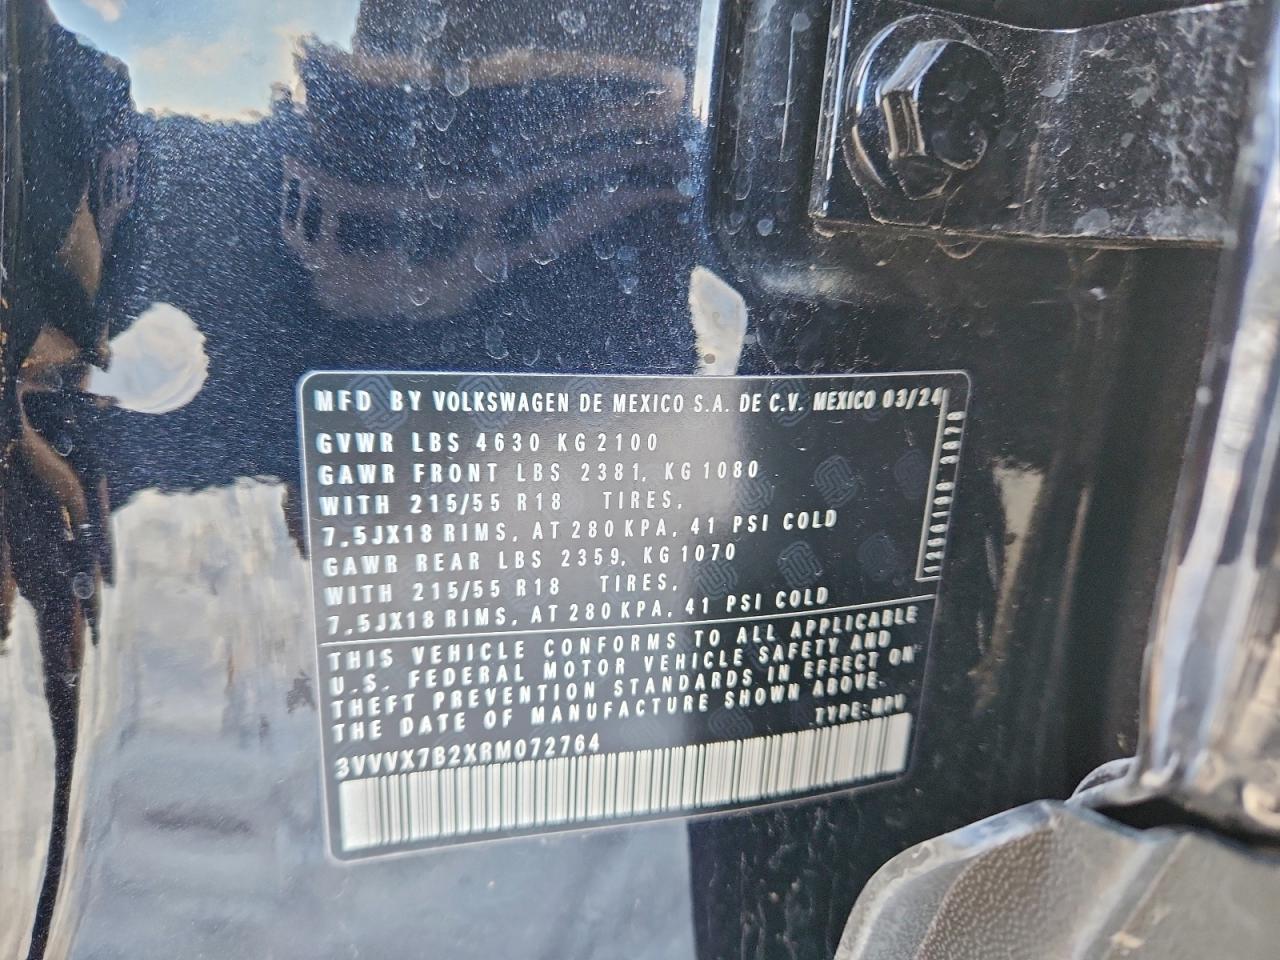 MFD BY VOLKSWAGEN DE MEXICO S.A. DE C.V. MEXICO 03/24
GVWR LBS 4630 KG 2100
GAWR FRONT LBS 2381, KG 1080
WITH 215/55 R18 TIRES,
7.5JX18 RIMS, AT 280 KPA, 41 PSI COLD
GAWR REAR LBS 2359, KG 1070
WITH 215/55 R18 TIRES,
7.5JX18 RIMS, AT 280 KPA, 41 PSI COLD
THIS VEHICLE CONFORMS TO ALL APPLICABLE
U.S. FEDERAL MOTOR VEHICLE SAFETY AND
THEFT PREVENTION STANDARDS IN EFFECT ON
THE DATE OF MANUFACTURE SHOWN ABOVE.
TYPE:MPV
3VVVX7B2XRM072764